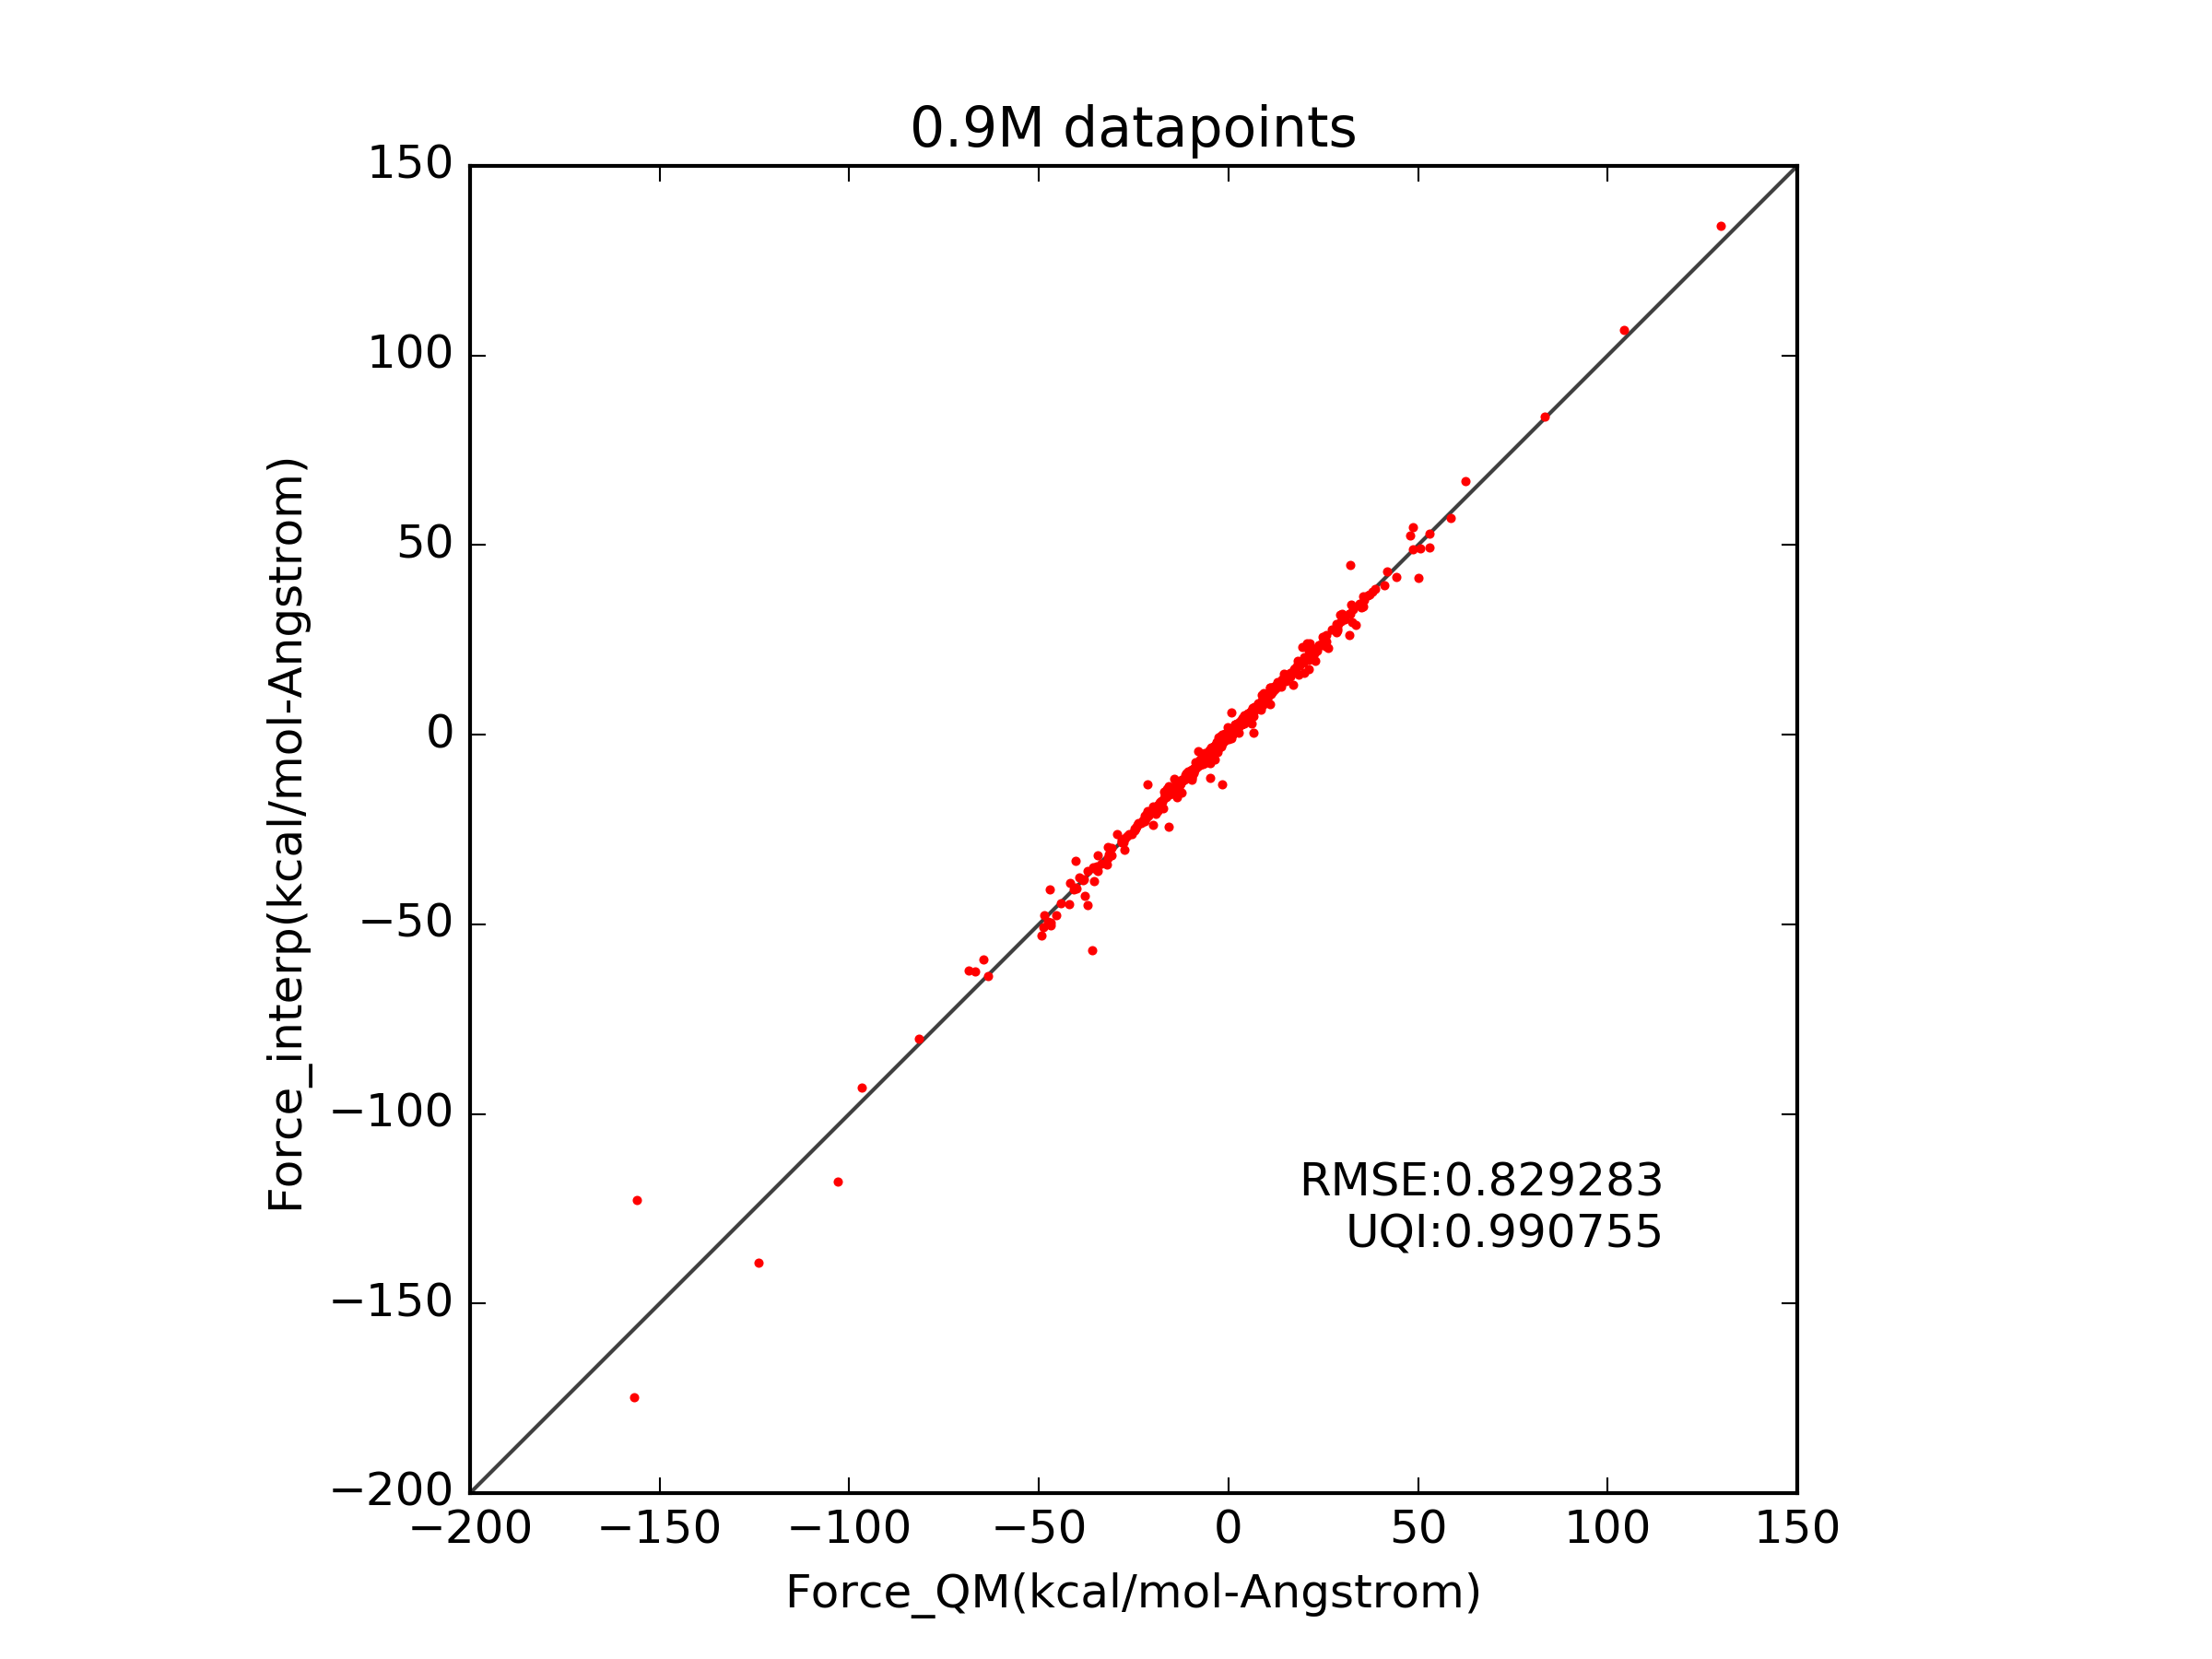 0.9M datapoints
150
100
50
0
−50
−100
−150
−200
Force_interp(kcal/mol-Angstrom)
RMSE:0.829283
UQI:0.990755
−200 −150 −100 −50 0 50 100 150
Force_QM(kcal/mol-Angstrom)